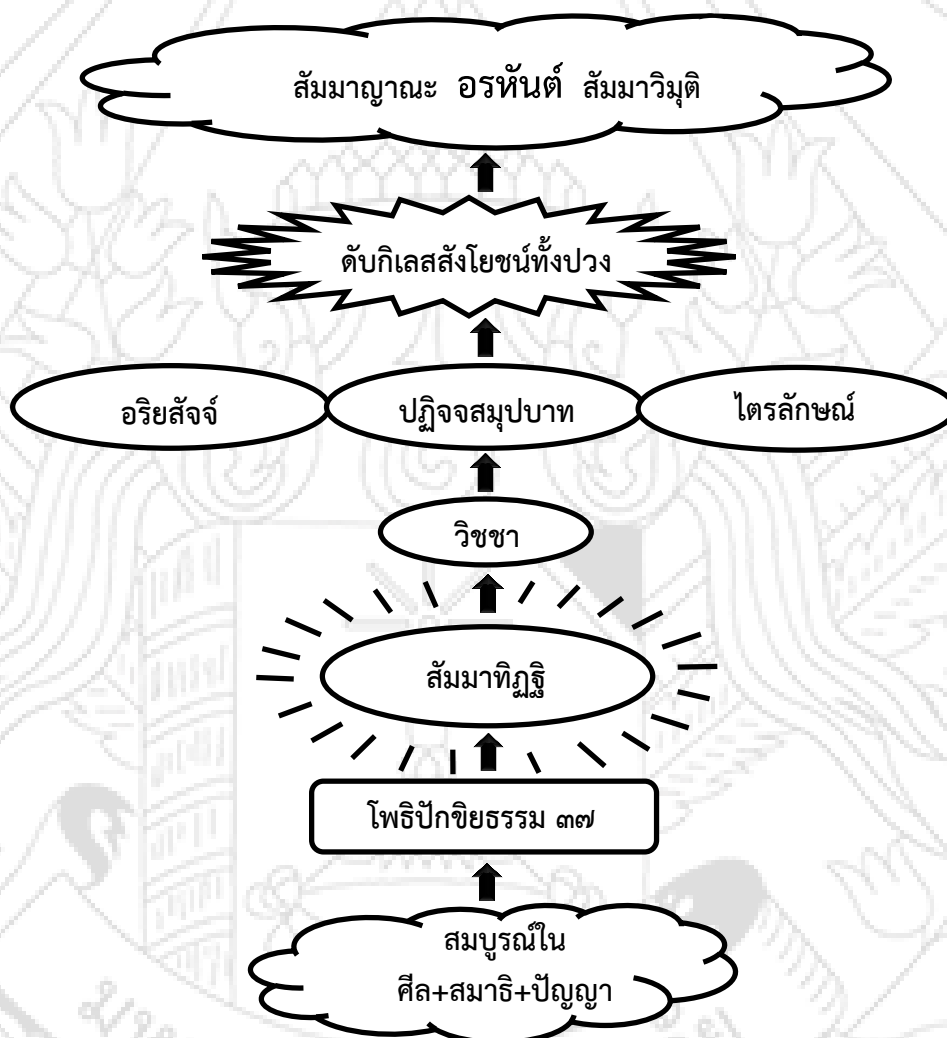 สัมมาญาณะ อรหันต์ สัมมาวิมุติ
ดับกิเลสสังโยชน์ทั้งปวง
อริยสัจจ์ ปฏิจจสมุปบาท ไตรลักษณ์
วิชชา
สัมมาทิฏฐิ
โพธิปักขิยธรรม ๓๗
สมบูรณ์ใน
ศีล+สมาธิ+ปัญญา